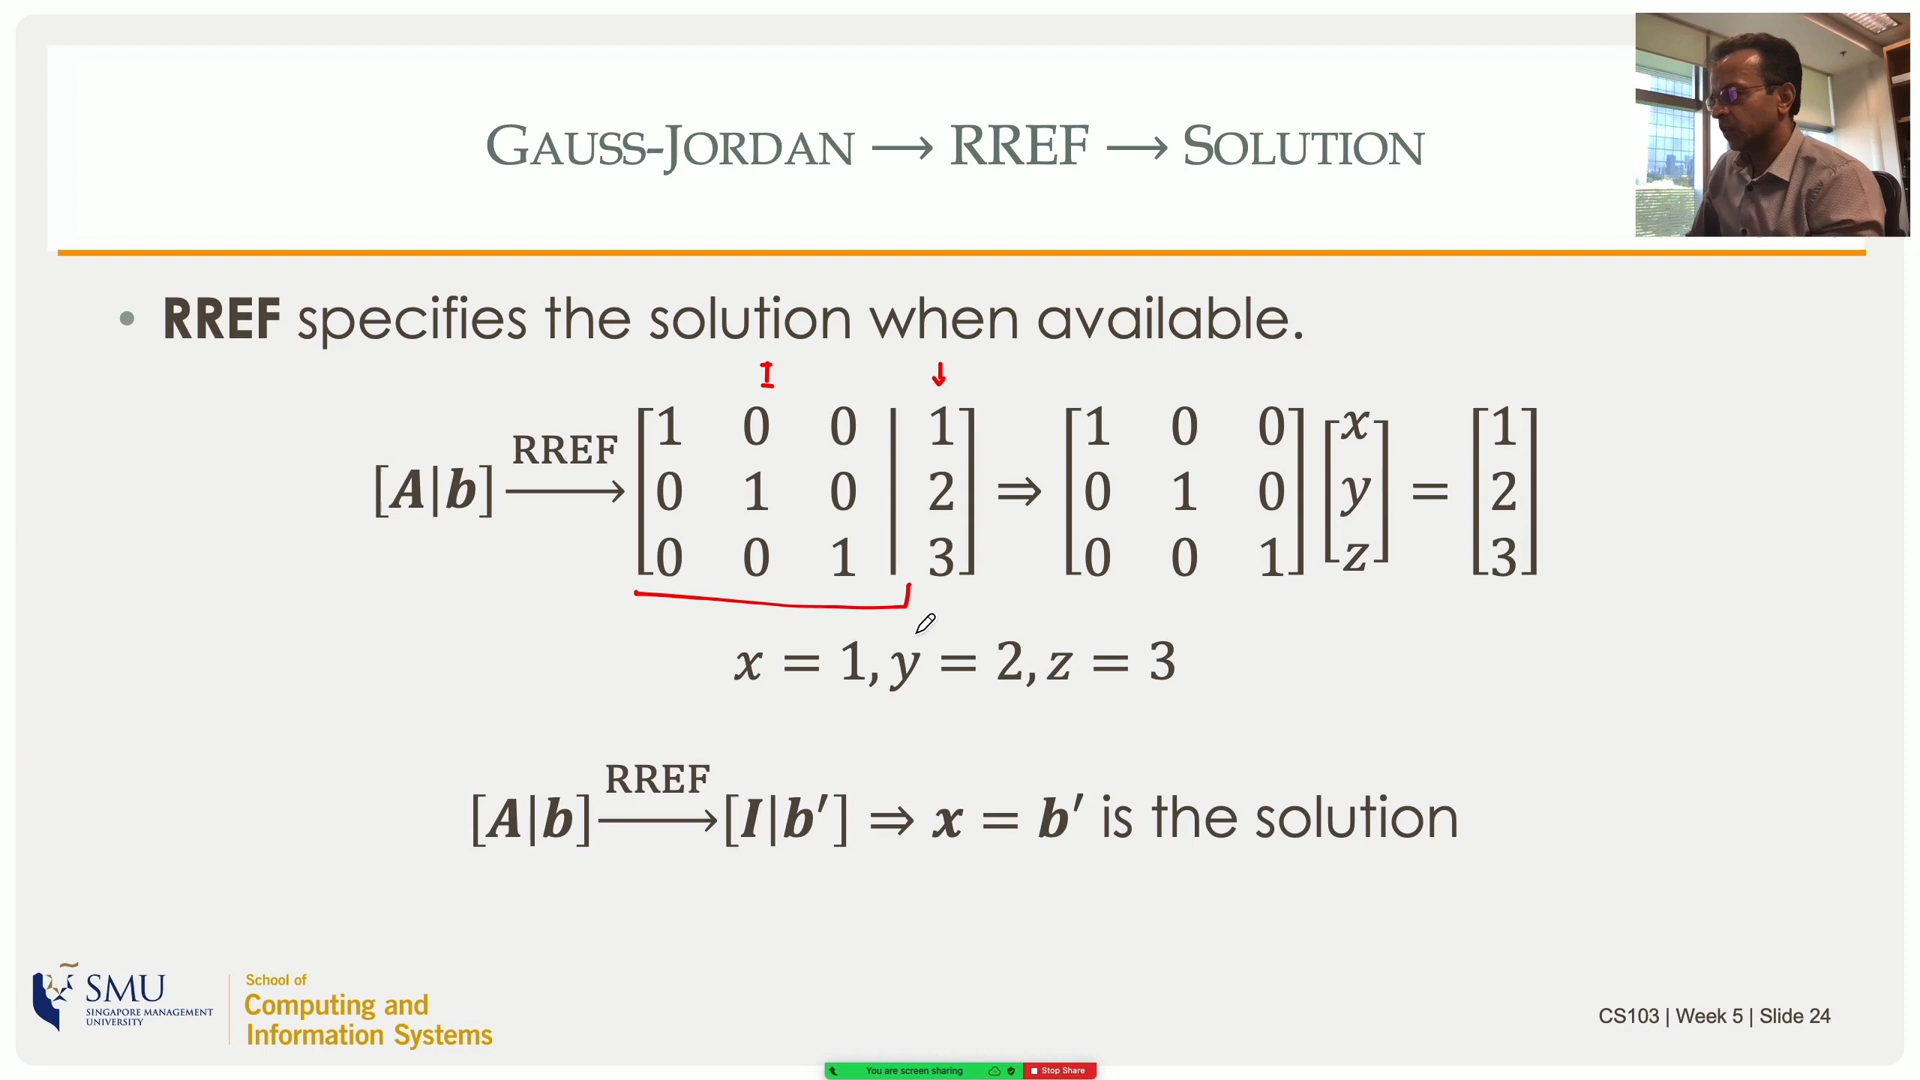 GAUSS-JORDAN → RREF → SOLUTION
• RREF specifies the solution when available.
I ↓
[A|b] RREF→ [1 0 0 | 1; 0 1 0 | 2; 0 0 1 | 3] ⇒ [1 0 0; 0 1 0; 0 0 1] [x; y; z] = [1; 2; 3]
x = 1, y = 2, z = 3
[A|b] RREF→ [I|b′] ⇒ x = b′ is the solution
SMU
SINGAPORE MANAGEMENT
UNIVERSITY
School of
Computing and
Information Systems
CS103 | Week 5 | Slide 24
You are screen sharing
Stop Share